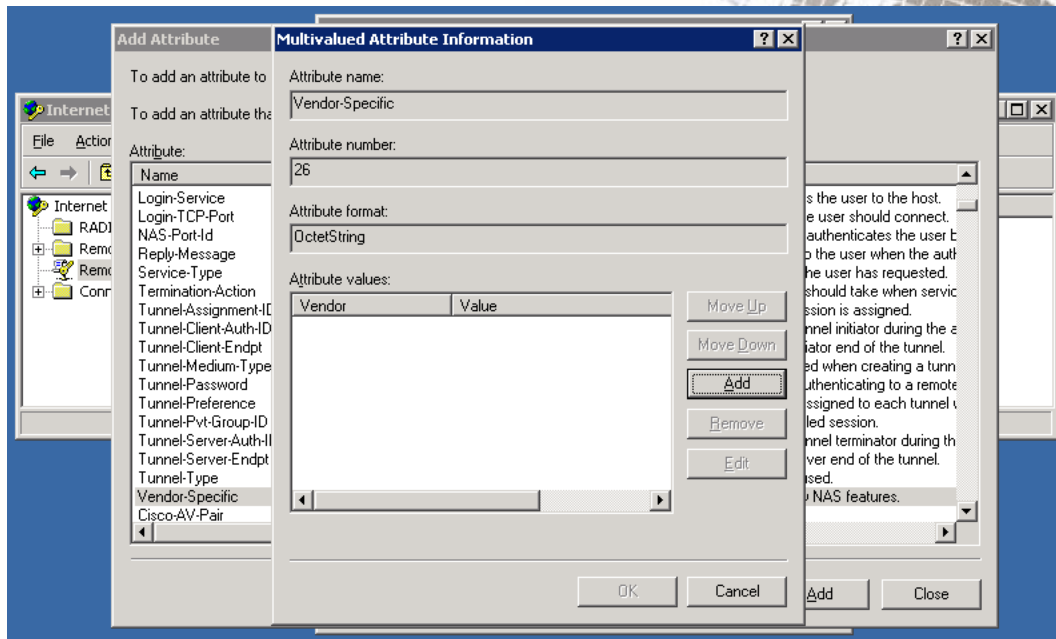 Add Attribute
To add an attribute to
To add an attribute tha
Attribute:
Name
Login-Service
Login-TCP-Port
NAS-Port-Id
Reply-Message
Service-Type
Termination-Action
Tunnel-Assignment-ID
Tunnel-Client-Auth-ID
Tunnel-Client-Endpt
Tunnel-Medium-Type
Tunnel-Password
Tunnel-Preference
Tunnel-Pvt-Group-ID
Tunnel-Server-Auth-I
Tunnel-Server-Endpt
Tunnel-Type
Vendor-Specific
Cisco-AV-Pair
Multivalued Attribute Information
Attribute name:
Vendor-Specific
Attribute number:
26
Attribute format:
OctetString
Attribute values:
Vendor Value
Move Up
Move Down
Add
Remove
Edit
OK Cancel
s the user to the host.
e user should connect.
authenticates the user b
o the user when the auth
he user has requested.
should take when servic
ssion is assigned.
nnel initiator during the a
iator end of the tunnel.
ed when creating a tunn
uthenticating to a remote
ssigned to each tunnel
led session.
nnel terminator during th
ver end of the tunnel.
ised.
NAS features.
Add Close
Internet
File Action
Internet
RADI
Remo
Remo
Conn